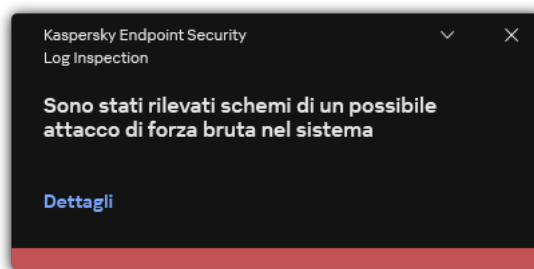 Kaspersky Endpoint Security
Log Inspection
Sono stati rilevati schemi di un possibile
attacco di forza bruta nel sistema
Dettagli